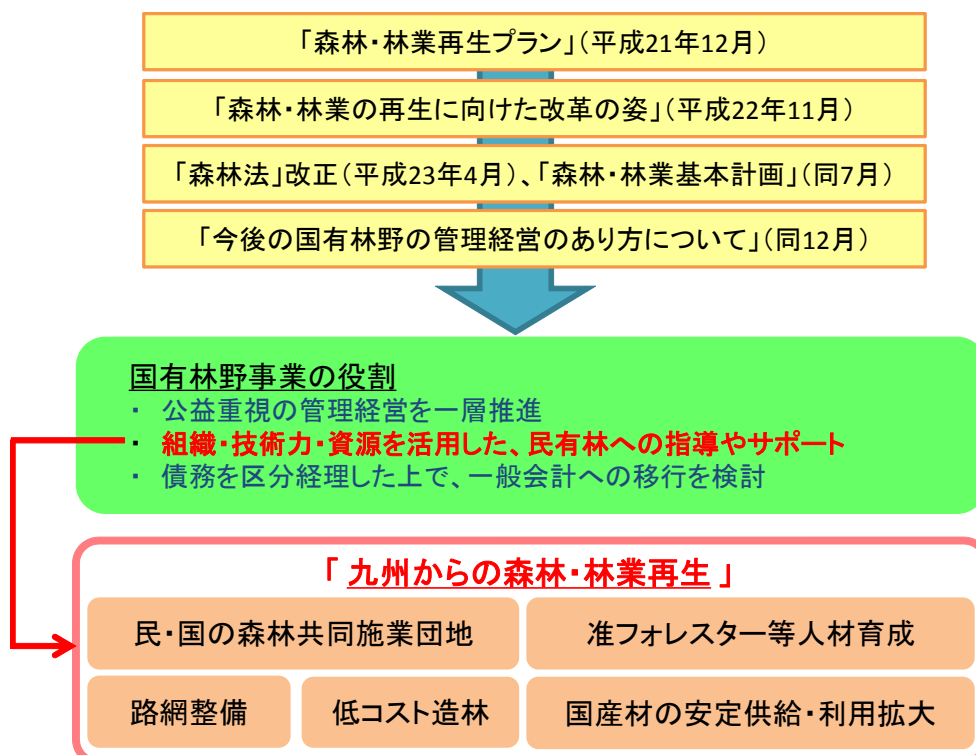 「森林・林業再生プラン」（平成21年12月）
「森林・林業の再生に向けた改革の姿」（平成22年11月）
「森林法」改正（平成23年4月）、「森林・林業基本計画」（同7月）
「今後の国有林野の管理経営のあり方について」（同12月）
国有林野事業の役割
・ 公益重視の管理経営を一層推進
・ 組織・技術力・資源を活用した、民有林への指導やサポート
・ 債務を区分経理した上で、一般会計への移行を検討
「 九州からの森林・林業再生 」
民・国の森林共同施業団地
准フォレスター等人材育成
路網整備
低コスト造林
国産材の安定供給・利用拡大